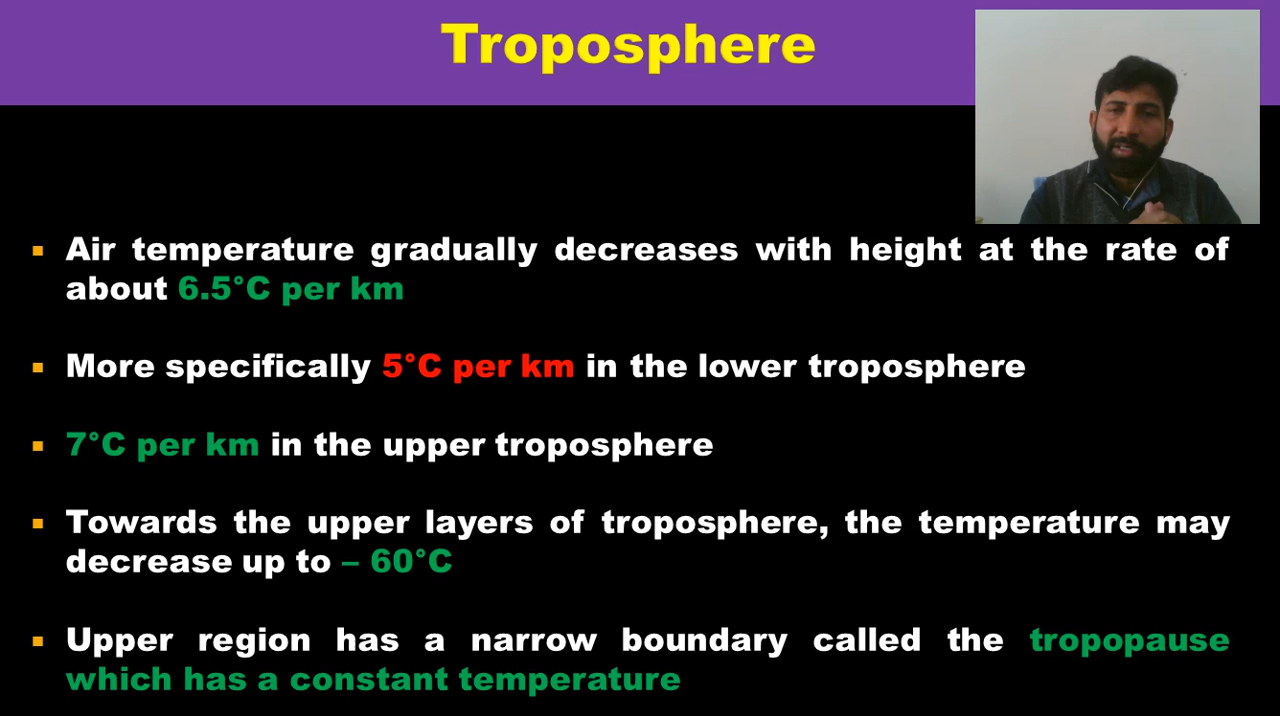 Troposphere
Air temperature gradually decreases with height at the rate of
about 6.5°C per km
More specifically 5°C per km in the lower troposphere
7°C per km in the upper troposphere
Towards the upper layers of troposphere, the temperature may
decrease up to – 60°C
Upper region has a narrow boundary called the tropopause
which has a constant temperature